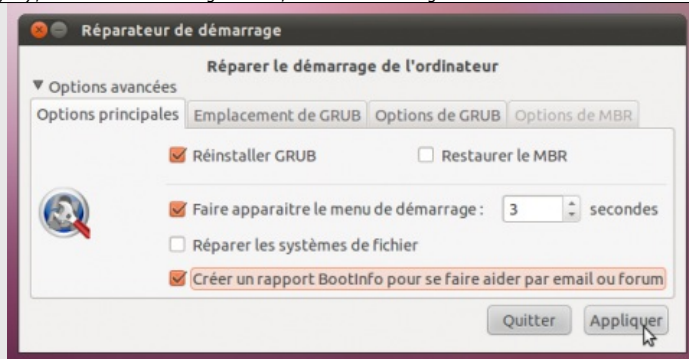 Réparateur de démarrage
Réparer le démarrage de l'ordinateur
▼ Options avancées
Options principales Emplacement de GRUB Options de GRUB Options de MBR
Réinstaller GRUB Restaurer le MBR
Faire apparaitre le menu de démarrage : 3 secondes
Réparer les systèmes de fichier
Créer un rapport BootInfo pour se faire aider par email ou forum
Quitter Appliquer